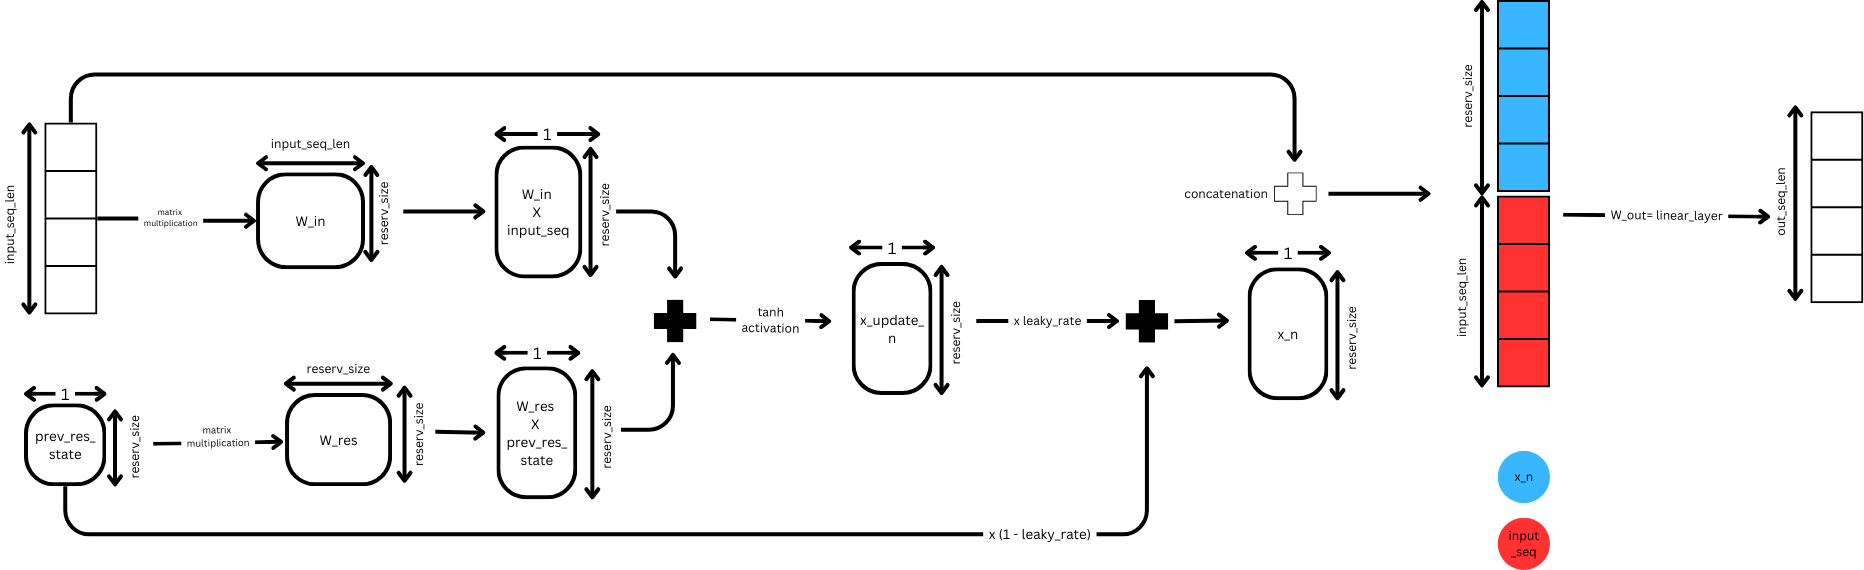 input_seq_len
matrix
multiplication
input_seq_len
W_in
reserv_size
1
W_in
X
input_seq
reserv_size
1
prev_res_
state
reserv_size
matrix
multiplication
reserv_size
W_res
reserv_size
1
W_res
X
prev_res_
state
reserv_size
tanh
activation
1
x_update_
n
reserv_size
x leaky_rate
x (1 - leaky_rate)
concatenation
1
x_n
reserv_size
reserv_size
input_seq_len
W_out= linear_layer
out_seq_len
x_n
input
_seq